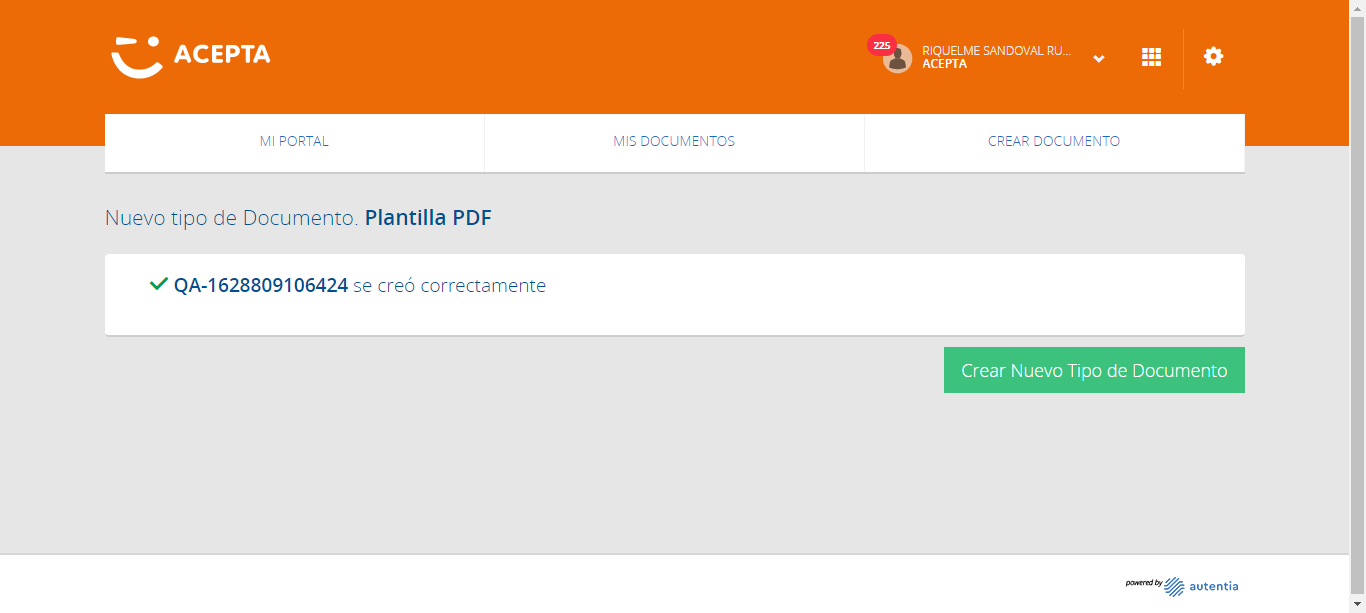 ACEPTA
225
RIQUELME SANDOVAL RU...
ACEPTA
MI PORTAL
MIS DOCUMENTOS
CREAR DOCUMENTO
Nuevo tipo de Documento. Plantilla PDF
QA-1628809106424 se creó correctamente
Crear Nuevo Tipo de Documento
powered by autentia